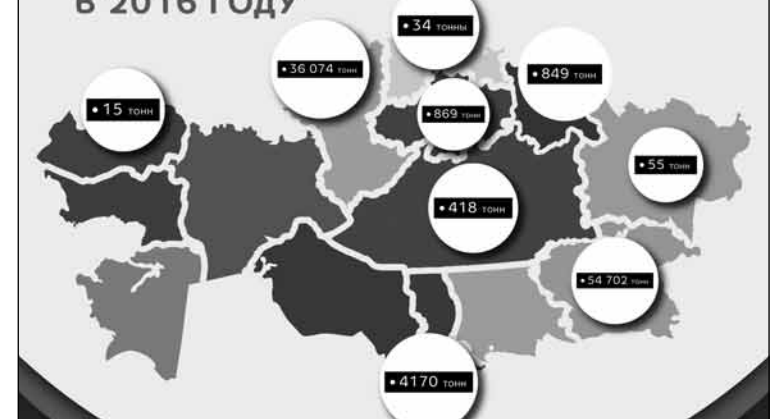 В 2016 ГОДУ
• 34 тонны
• 36 074 тонн
• 849 тонн
• 15 тонн
• 869 тонн
• 55 тонн
• 418 тонн
• 54 702 тонн
• 4170 тонн